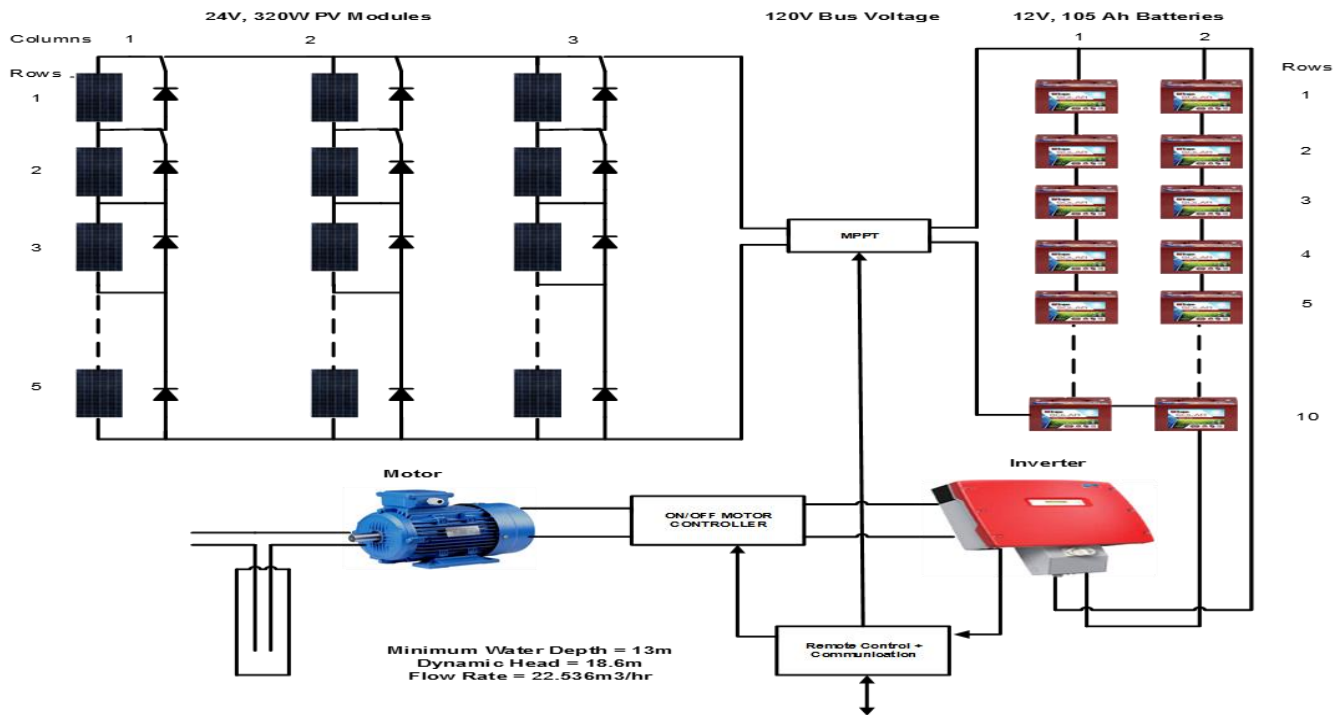 24V, 320W PV Modules
120V Bus Voltage
12V, 105 Ah Batteries
Columns 1 2 3
1 2
Rows
Rows
1
2
3
5
1
2
3
4
5
10
MPPT
Motor
Inverter
ON/OFF MOTOR
CONTROLLER
Remote Control +
Communication
Minimum Water Depth = 13m
Dynamic Head = 18.6m
Flow Rate = 22.536m3/hr